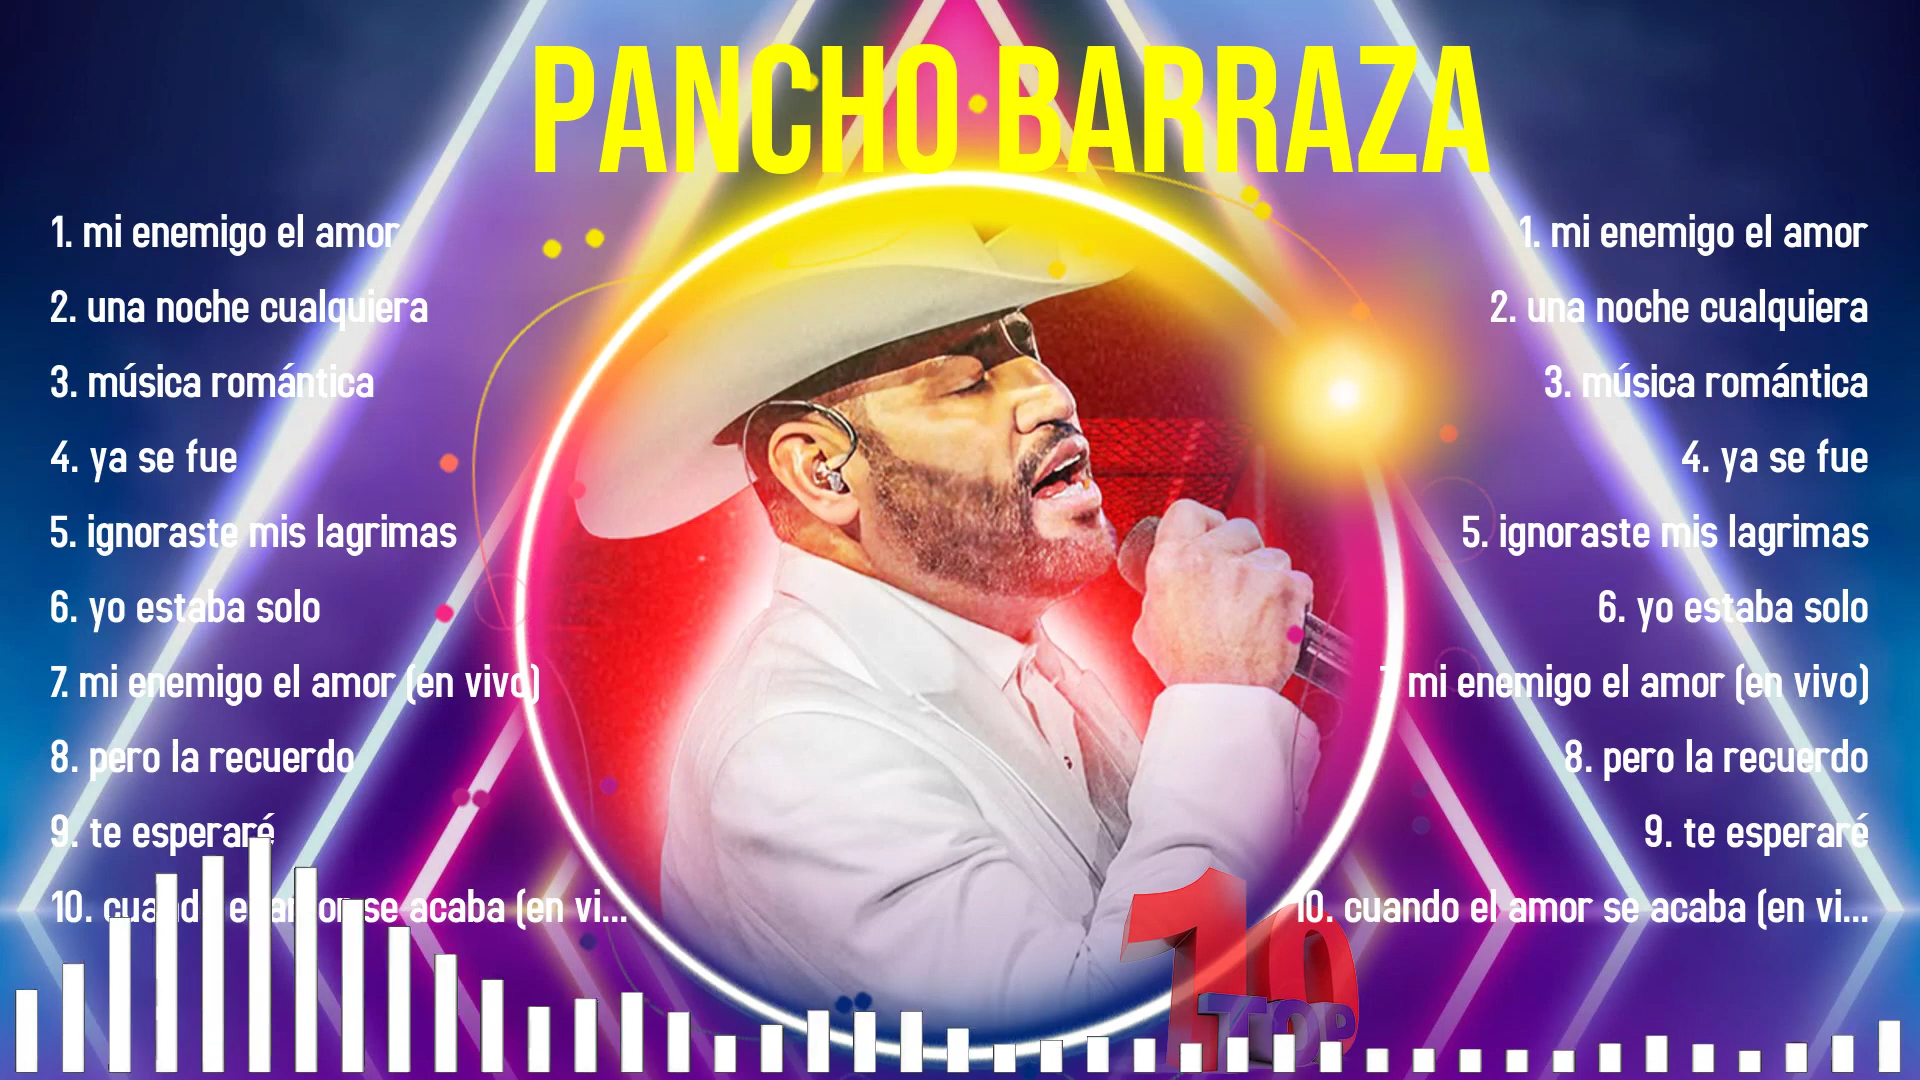 PANCHO BARRAZA
1. mi enemigo el amor
2. una noche cualquiera
3. música romántica
4. ya se fue
5. ignoraste mis lagrimas
6. yo estaba solo
7. mi enemigo el amor (en vivo)
8. pero la recuerdo
9. te esperaré
10. cuando el amor se acaba (en vi...
1. mi enemigo el amor
2. una noche cualquiera
3. música romántica
4. ya se fue
5. ignoraste mis lagrimas
6. yo estaba solo
7. mi enemigo el amor (en vivo)
8. pero la recuerdo
9. te esperaré
10. cuando el amor se acaba (en vi...
10
TOP